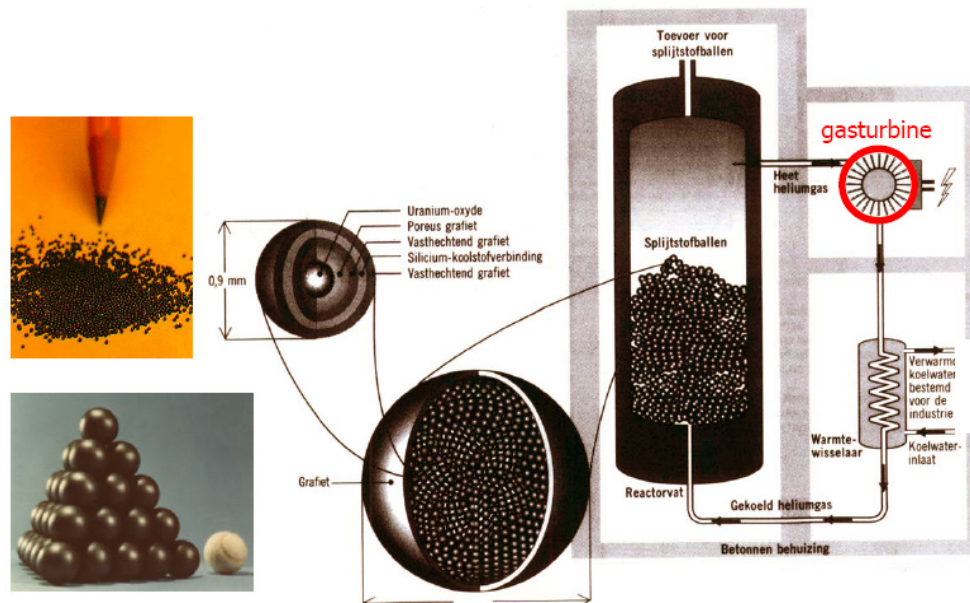 Toevoer voor
splijtstofballen
gasturbine
Heet
heliumgas
Uranium-oxyde
Poreus grafiet
Vasthechtend grafiet
Silicium-koolstofverbinding
Vasthechtend grafiet
0,9 mm
Splijtstofballen
Verwarmd
koelwater
bestemd
voor de
industrie
Koelwater-
inlaat
Warmte-
wisselaar
Grafiet
Reactorvat
Gekoeld heliumgas
Betonnen behuizing